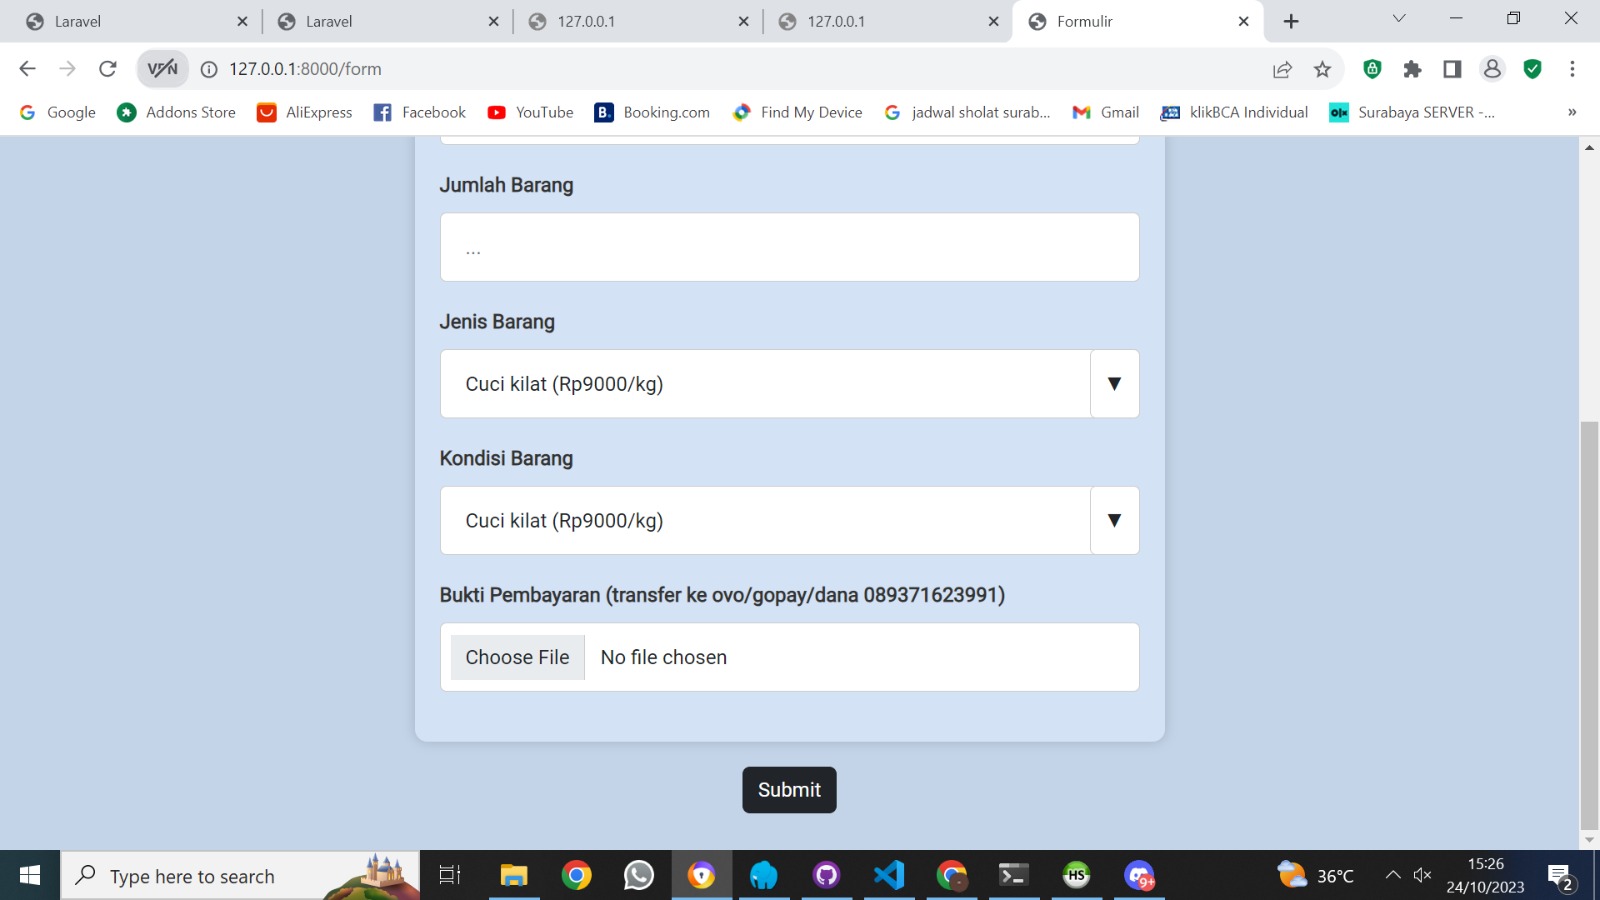 Laravel
Laravel
127.0.0.1
127.0.0.1
Formulir
VPN
127.0.0.1:8000/form
Google
Addons Store
AliExpress
Facebook
B.
Booking.com
YouTube
Find My Device
jadwal sholat surab...
Gmail
klikBCA Individual
olx
Surabaya SERVER -...
»
Jumlah Barang
...
Jenis Barang
Cuci kilat (Rp9000/kg)
Kondisi Barang
Cuci kilat (Rp9000/kg)
Bukti Pembayaran (transfer ke ovo/gopay/dana 089371623991)
Choose File No file chosen
Submit
Type here to search
HS
9+
36°C
15:26
24/10/2023
2